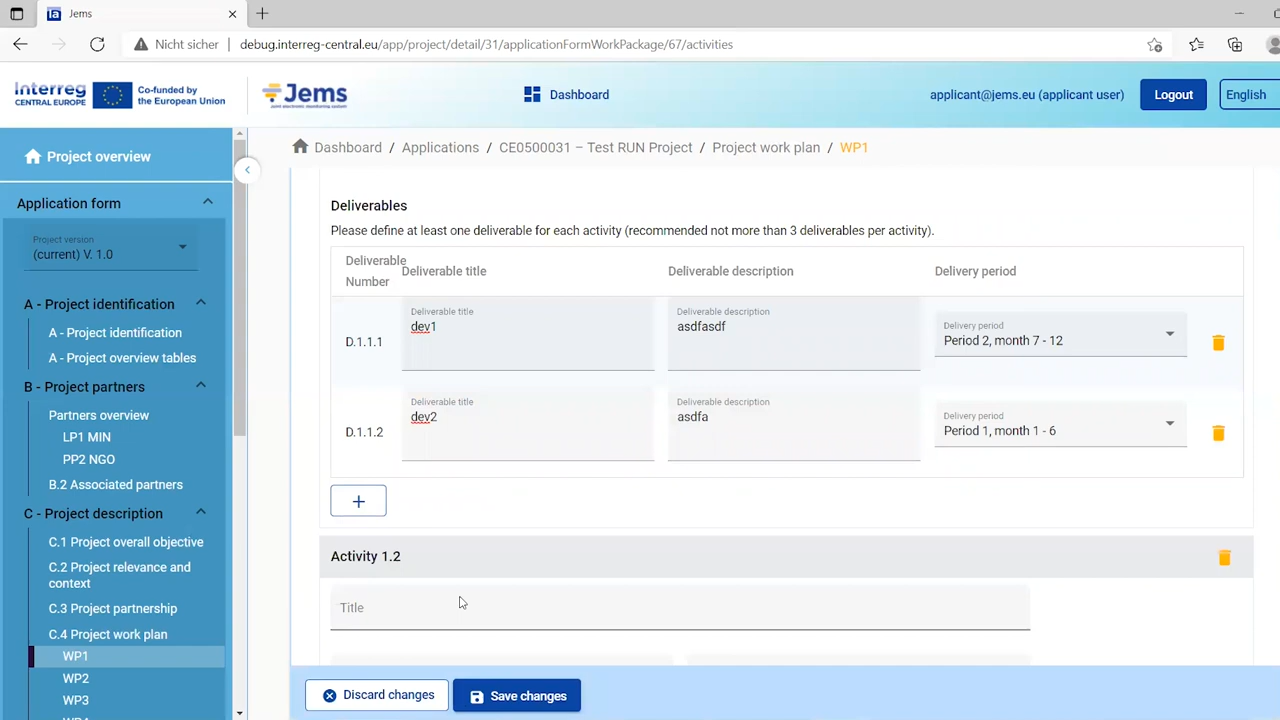 Jems
Nicht sicher
debug.interreg-central.eu/app/project/detail/31/applicationFormWorkPackage/67/activities
Interreg
CENTRAL EUROPE
Co-funded by
the European Union
Jems
joint electronic monitoring system
Dashboard
applicant@jems.eu (applicant user)
Logout
English
Project overview
Application form
Project version
(current) V. 1.0
A - Project identification
A - Project identification
A - Project overview tables
B - Project partners
Partners overview
LP1 MIN
PP2 NGO
B.2 Associated partners
C - Project description
C.1 Project overall objective
C.2 Project relevance and
context
C.3 Project partnership
C.4 Project work plan
WP1
WP2
WP3
Dashboard / Applications / CE0500031 – Test RUN Project / Project work plan / WP1
Deliverables
Please define at least one deliverable for each activity (recommended not more than 3 deliverables per activity).
Deliverable
Number
Deliverable title
Deliverable description
Delivery period
D.1.1.1
Deliverable title
dev1
Deliverable description
asdfasdf
Delivery period
Period 2, month 7 - 12
D.1.1.2
Deliverable title
dev2
Deliverable description
asdfa
Delivery period
Period 1, month 1 - 6
+
Activity 1.2
Title
Discard changes
Save changes